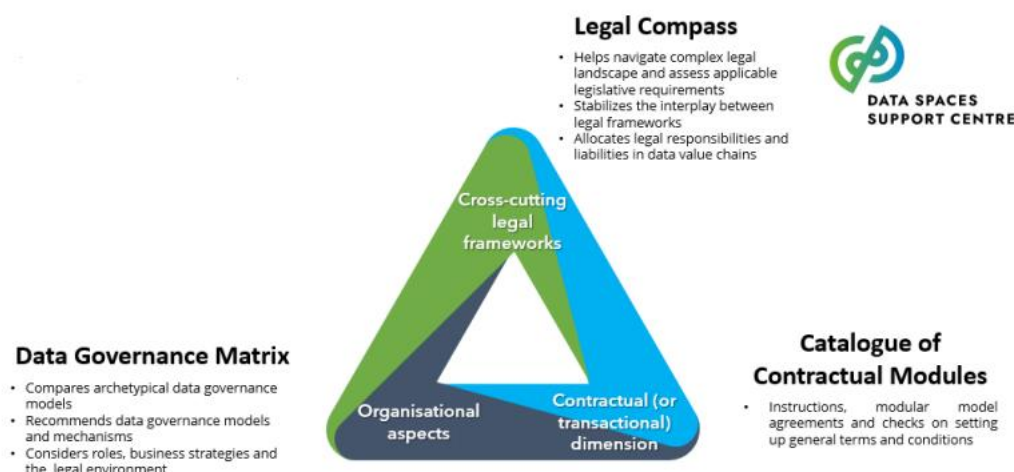 Legal Compass
• Helps navigate complex legal
landscape and assess applicable
legislative requirements
• Stabilizes the interplay between
legal frameworks
• Allocates legal responsibilities and
liabilities in data value chains
DATA SPACES
SUPPORT CENTRE
Cross-cutting
legal
frameworks
Data Governance Matrix
• Compares archetypical data governance
models
• Recommends data governance models
and mechanisms
• Considers roles, business strategies and
the legal environment
Organisational
aspects
Contractual (or
transactional)
dimension
Catalogue of
Contractual Modules
• Instructions, modular model
agreements and checks on setting
up general terms and conditions